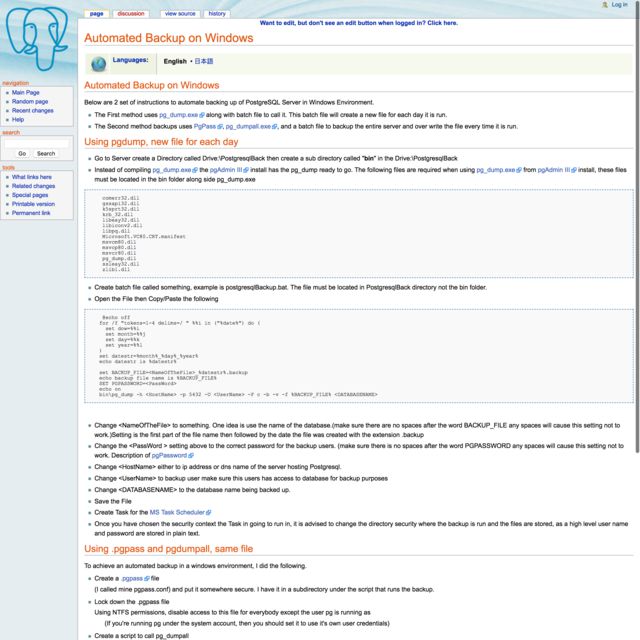 Log in
page
discussion
view source
history
Want to edit, but don't see an edit button when logged in? Click here.
Automated Backup on Windows
Languages:
English • 日本語
navigation
Main Page
Random page
Recent changes
Help
search
Go
Search
tools
What links here
Related changes
Special pages
Printable version
Permanent link
Automated Backup on Windows
Below are 2 set of instructions to automate backing up of PostgreSQL Server in Windows Environment.
The First method uses pg_dump.exe along with batch file to call it. This batch file will create a new file for each day it is run.
The Second method backups uses PgPass, pg_dumpall.exe, and a batch file to backup the entire server and over write the file every time it is run.
Using pgdump, new file for each day
Go to Server create a Directory called Drive:\PostgresqlBack then create a sub directory called "bin" in the Drive:\PostgresqlBack
Instead of compiling pg_dump.exe the pgAdmin III install has the pg_dump ready to go. The following files are required when using pg_dump.exe from pgAdmin III install, these files
must be located in the bin folder along side pg_dump.exe
comerr32.dll
gssapi32.dll
k5sprt32.dll
krb_32.dll
libeay32.dll
libiconv2.dll
libpq.dll
Microsoft.VC80.CRT.manifest
msvcm80.dll
msvcp80.dll
msvcr80.dll
pg_dump.dll
ssleay32.dll
zlib1.dll
Create batch file called something, example is postgresqlBackup.bat. The file must be located in PostgresqlBack directory not the bin folder.
Open the File then Copy/Paste the following
@echo off
for /f "tokens=1-4 delims=/ " %%i in ("%date%") do (
set dow=%%i
set month=%%j
set day=%%k
set year=%%l
)
set datestr=%month%_%day%_%year%
echo datestr is %datestr%
set BACKUP_FILE=<NameOfTheFile>_%datestr%.backup
echo backup file name is %BACKUP_FILE%
SET PGPASSWORD=<PassWord>
echo on
bin\pg_dump -h <HostName> -p 5432 -U <UserName> -F c -b -v -f %BACKUP_FILE% <DATABASENAME>
Change <NameOfTheFile> to something. One idea is use the name of the database.(make sure there are no spaces after the word BACKUP_FILE any spaces will cause this setting not to
work.)Setting is the first part of the file name then followed by the date the file was created with the extension .backup
Change the <PassWord > setting above to the correct password for the backup users. (make sure there is no spaces after the word PGPASSWORD any spaces will cause this setting not to
work. Description of pgPassword
Change <HostName> either to ip address or dns name of the server hosting Postgresql.
Change <UserName> to backup user make sure this users has access to database for backup purposes
Change <DATABASENAME> to the database name being backed up.
Save the File
Create Task for the MS Task Scheduler
Once you have chosen the security context the Task in going to run in, it is advised to change the directory security where the backup is run and the files are stored, as a high level user name
and password are stored in plain text.
Using .pgpass and pgdumpall, same file
To achieve an automated backup in a windows environment, I did the following.
Create a .pgpass file
(I called mine pgpass.conf) and put it somewhere secure. I have it in a subdirectory under the script that runs the backup.
Lock down the .pgpass file
Using NTFS permissions, disable access to this file for everybody except the user pg is running as
(If you're running pg under the system account, then you should set it to use it's own user credentials)
Create a script to call pg_dumpall